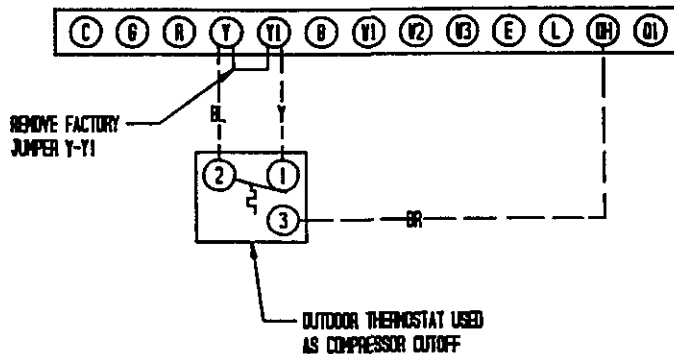 C G R Y Y1 B W1 W2 W3 E L OH O1
REMOVE FACTORY
JUMPER Y-Y1
BL Y
2 1
3 BR
OUTDOOR THERMOSTAT USED
AS COMPRESSOR CUTOFF